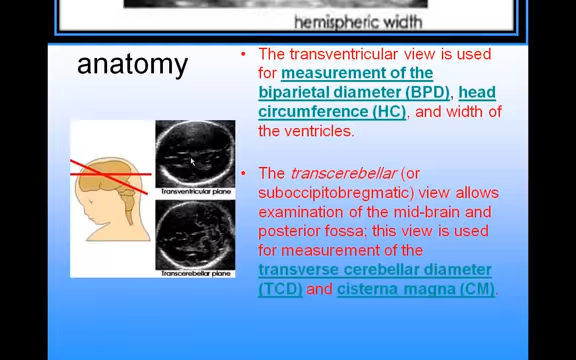 hemispheric width
anatomy
• The transventricular view is used
for measurement of the
biparietal diameter (BPD), head
circumference (HC), and width of
the ventricles.
Transventricular plane
Transcerebellar plane
• The transcerebellar (or
suboccipitobregmatic) view allows
examination of the mid-brain and
posterior fossa; this view is used
for measurement of the
transverse cerebellar diameter
(TCD) and cisterna magna (CM).